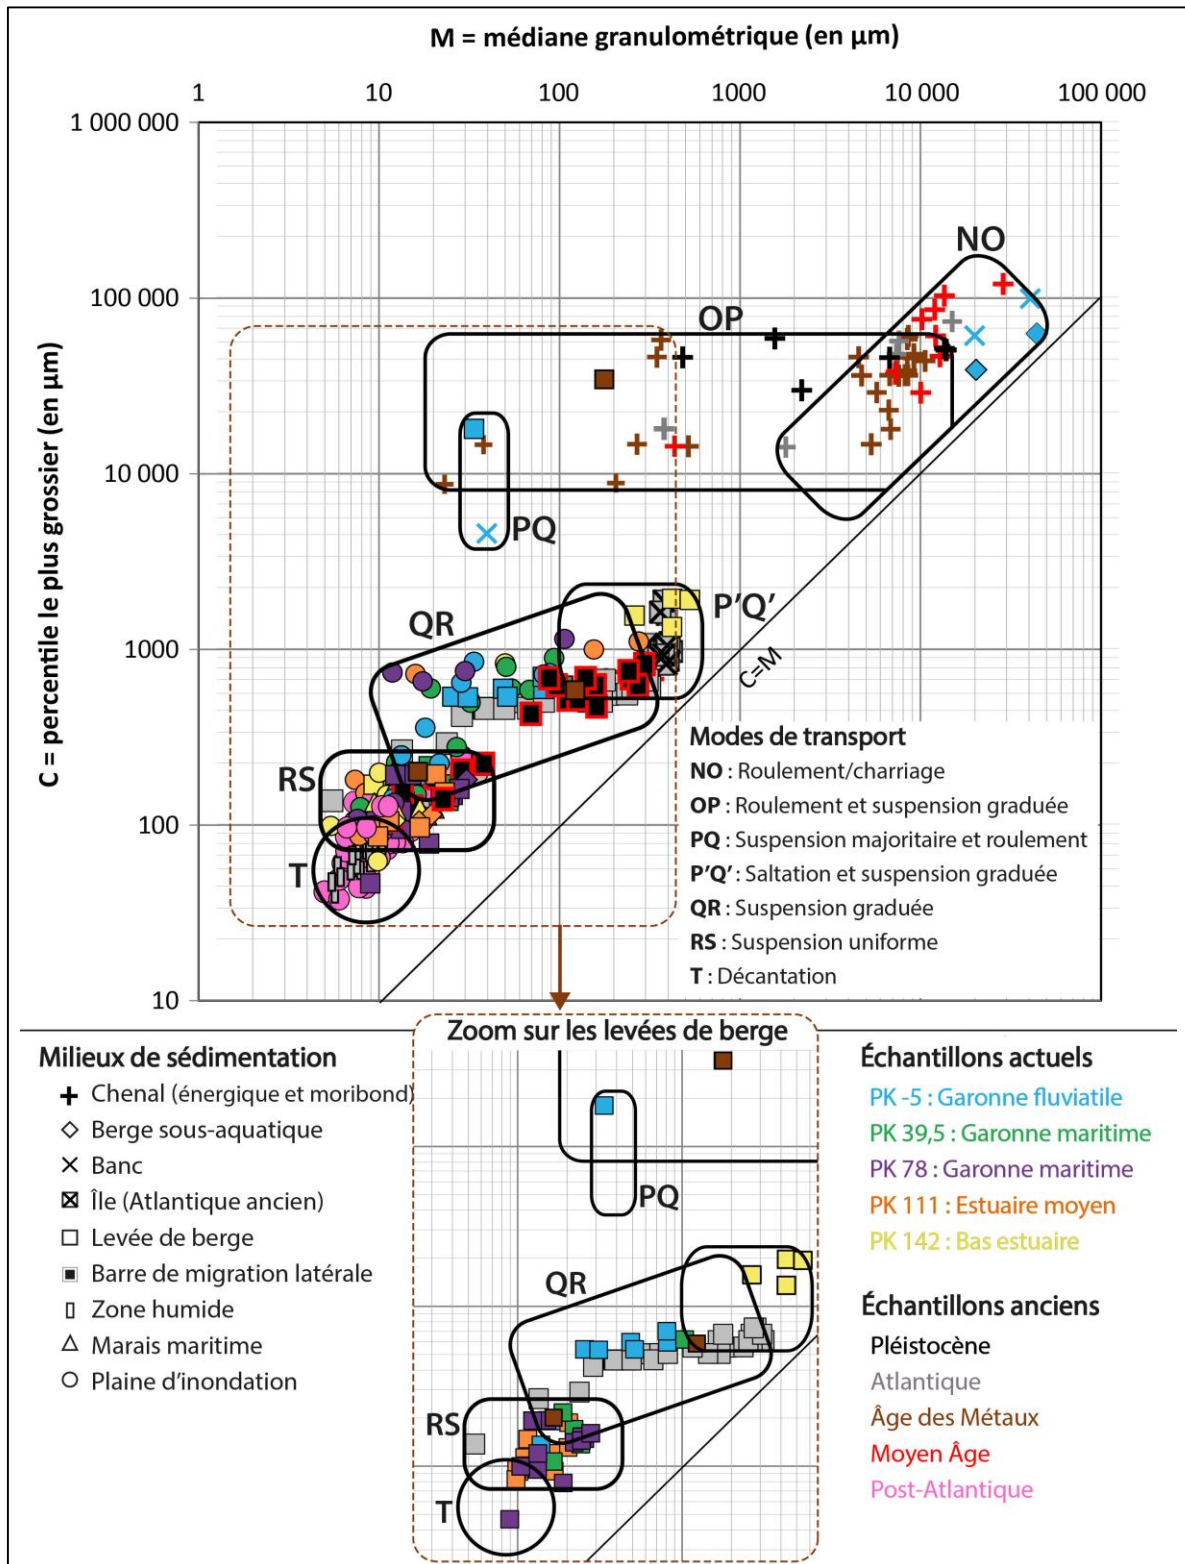 M = médiane granulométrique (en µm)
1 10 100 1000 10 000 100 000
1 000 000
100 000
10 000
1000
100
10
C = percentile le plus grossier (en µm)
NO
OP
PQ
P'Q'
QR
C=M
RS
T
Modes de transport
NO : Roulement/charriage
OP : Roulement et suspension graduée
PQ : Suspension majoritaire et roulement
P'Q' : Saltation et suspension graduée
QR : Suspension graduée
RS : Suspension uniforme
T : Décantation
Milieux de sédimentation
Chenal (énergique et moribond)
Berge sous-aquatique
Banc
Île (Atlantique ancien)
Levée de berge
Barre de migration latérale
Zone humide
Marais maritime
Plaine d'inondation
Zoom sur les levées de berge
PQ
QR
RS
T
Échantillons actuels
PK -5 : Garonne fluviatile
PK 39,5 : Garonne maritime
PK 78 : Garonne maritime
PK 111 : Estuaire moyen
PK 142 : Bas estuaire
Échantillons anciens
Pléistocène
Atlantique
Âge des Métaux
Moyen Âge
Post-Atlantique